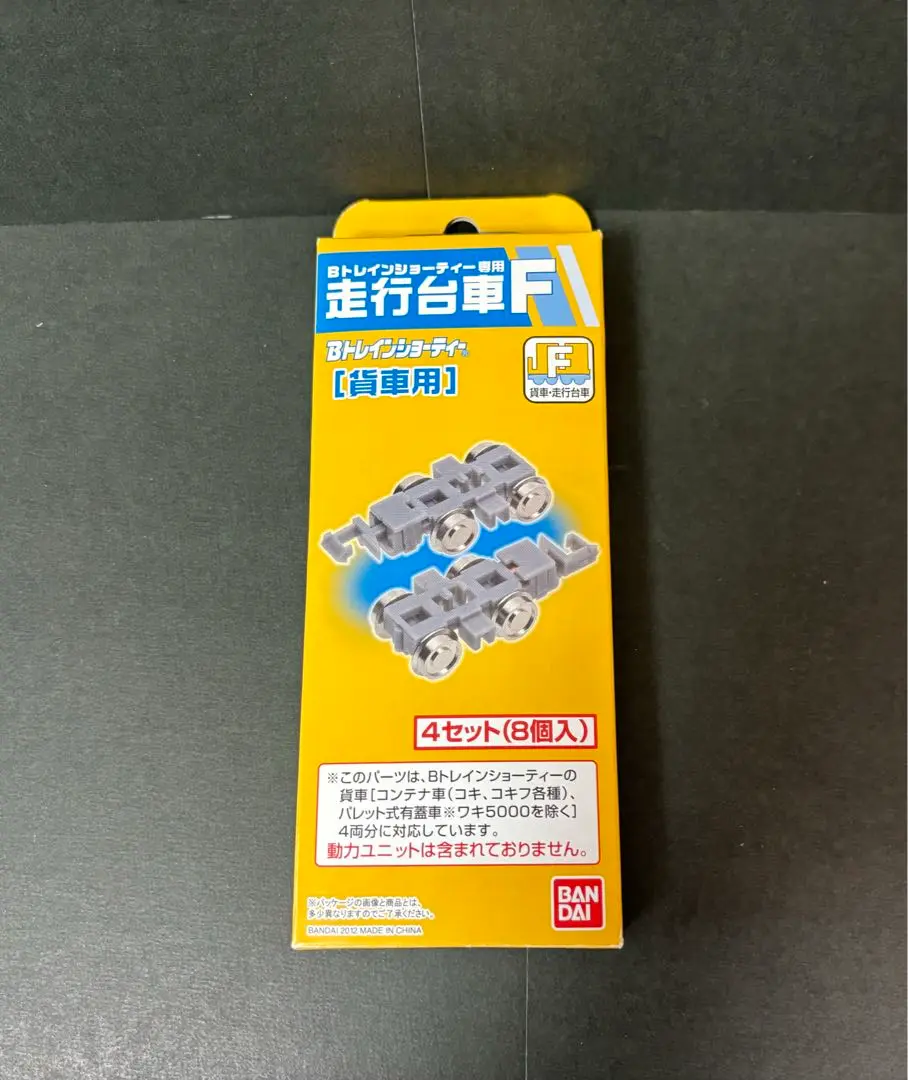 Bトレインショーティー専用
走行台車F
Bトレインショーティー®
[貨車用]
F
貨車・走行台車
4セット(8個入)
※このパーツは、Bトレインショーティーの
貨車[コンテナ車(コキ、コキフ各種)、
パレット式有蓋車※ワキ5000を除く]
4両分に対応しています。
動力ユニットは含まれておりません。
※パッケージの画像と商品とは、
多少異なりますのでご了承ください。
BANDAI 2012 MADE IN CHINA
BAN
DAI